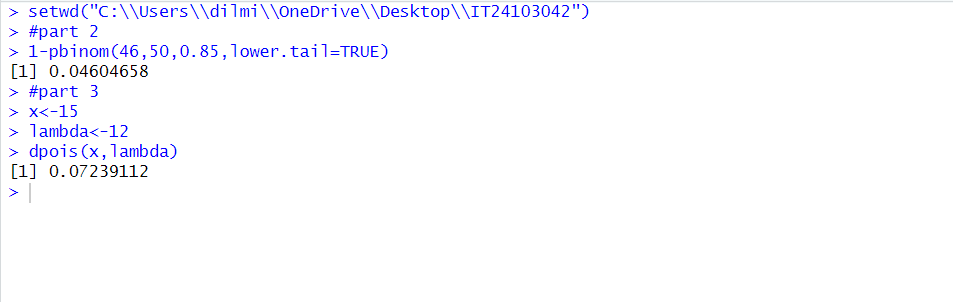 > setwd("C:\\Users\\dilmi\\OneDrive\\Desktop\\IT24103042")
> #part 2
> 1-pbinom(46,50,0.85,lower.tail=TRUE)
[1] 0.04604658
> #part 3
> x<-15
> lambda<-12
> dpois(x,lambda)
[1] 0.07239112
>